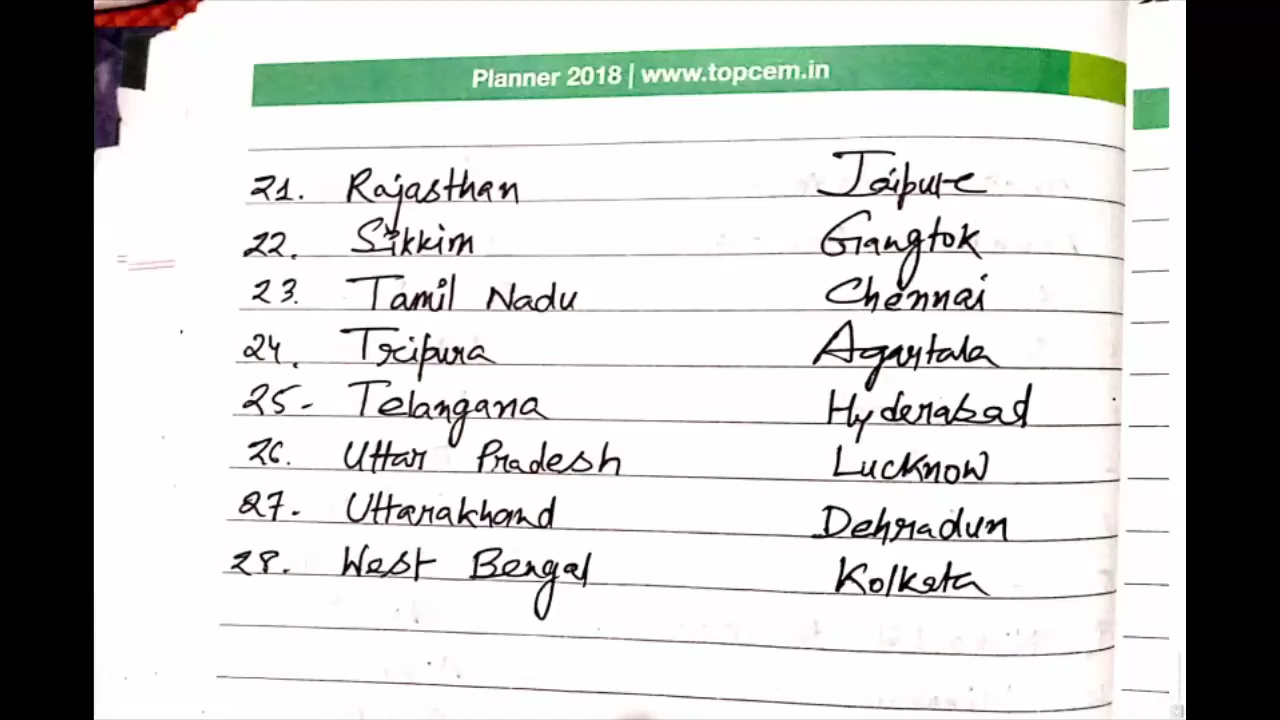 Planner 2018 | www.topcem.in
21. Rajasthan Jaipur
22. Sikkim Gangtok
23. Tamil Nadu Chennai
24. Tripura Agartala
25- Telangana Hyderabad
26. Uttar Pradesh Lucknow
27. Uttarakhand Dehradun
28. West Bengal Kolkata